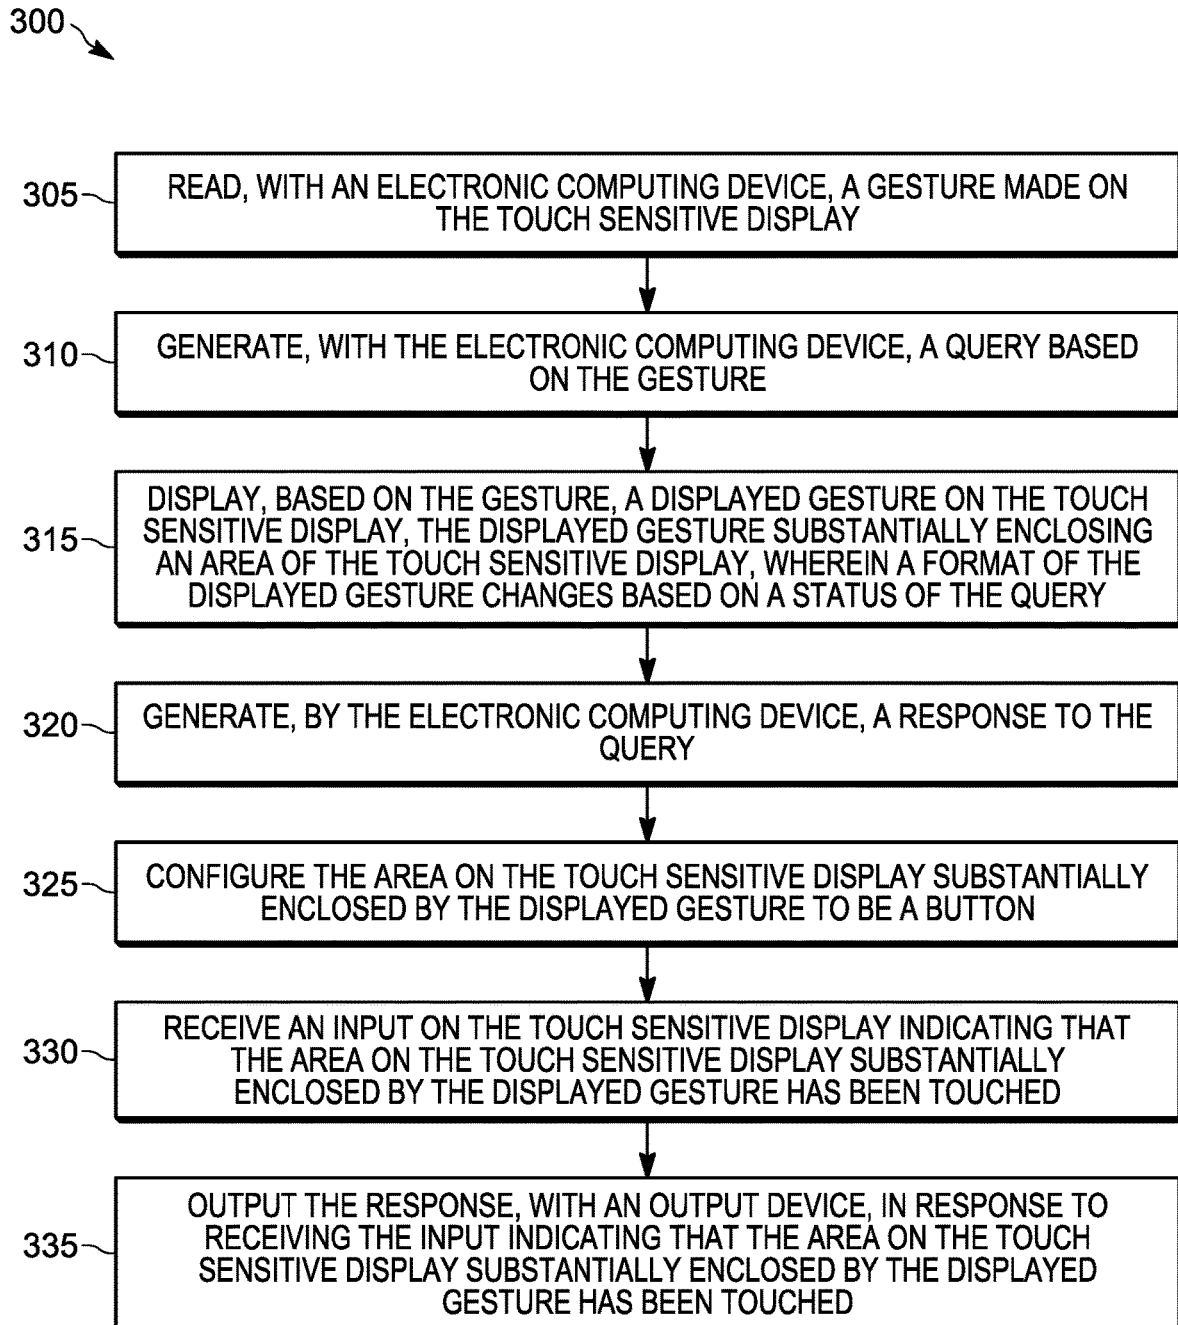 300
305
READ, WITH AN ELECTRONIC COMPUTING DEVICE, A GESTURE MADE ON
THE TOUCH SENSITIVE DISPLAY
310
GENERATE, WITH THE ELECTRONIC COMPUTING DEVICE, A QUERY BASED
ON THE GESTURE
315
DISPLAY, BASED ON THE GESTURE, A DISPLAYED GESTURE ON THE TOUCH
SENSITIVE DISPLAY, THE DISPLAYED GESTURE SUBSTANTIALLY ENCLOSING
AN AREA OF THE TOUCH SENSITIVE DISPLAY, WHEREIN A FORMAT OF THE
DISPLAYED GESTURE CHANGES BASED ON A STATUS OF THE QUERY
320
GENERATE, BY THE ELECTRONIC COMPUTING DEVICE, A RESPONSE TO THE
QUERY
325
CONFIGURE THE AREA ON THE TOUCH SENSITIVE DISPLAY SUBSTANTIALLY
ENCLOSED BY THE DISPLAYED GESTURE TO BE A BUTTON
330
RECEIVE AN INPUT ON THE TOUCH SENSITIVE DISPLAY INDICATING THAT
THE AREA ON THE TOUCH SENSITIVE DISPLAY SUBSTANTIALLY
ENCLOSED BY THE DISPLAYED GESTURE HAS BEEN TOUCHED
335
OUTPUT THE RESPONSE, WITH AN OUTPUT DEVICE, IN RESPONSE TO
RECEIVING THE INPUT INDICATING THAT THE AREA ON THE TOUCH
SENSITIVE DISPLAY SUBSTANTIALLY ENCLOSED BY THE DISPLAYED
GESTURE HAS BEEN TOUCHED